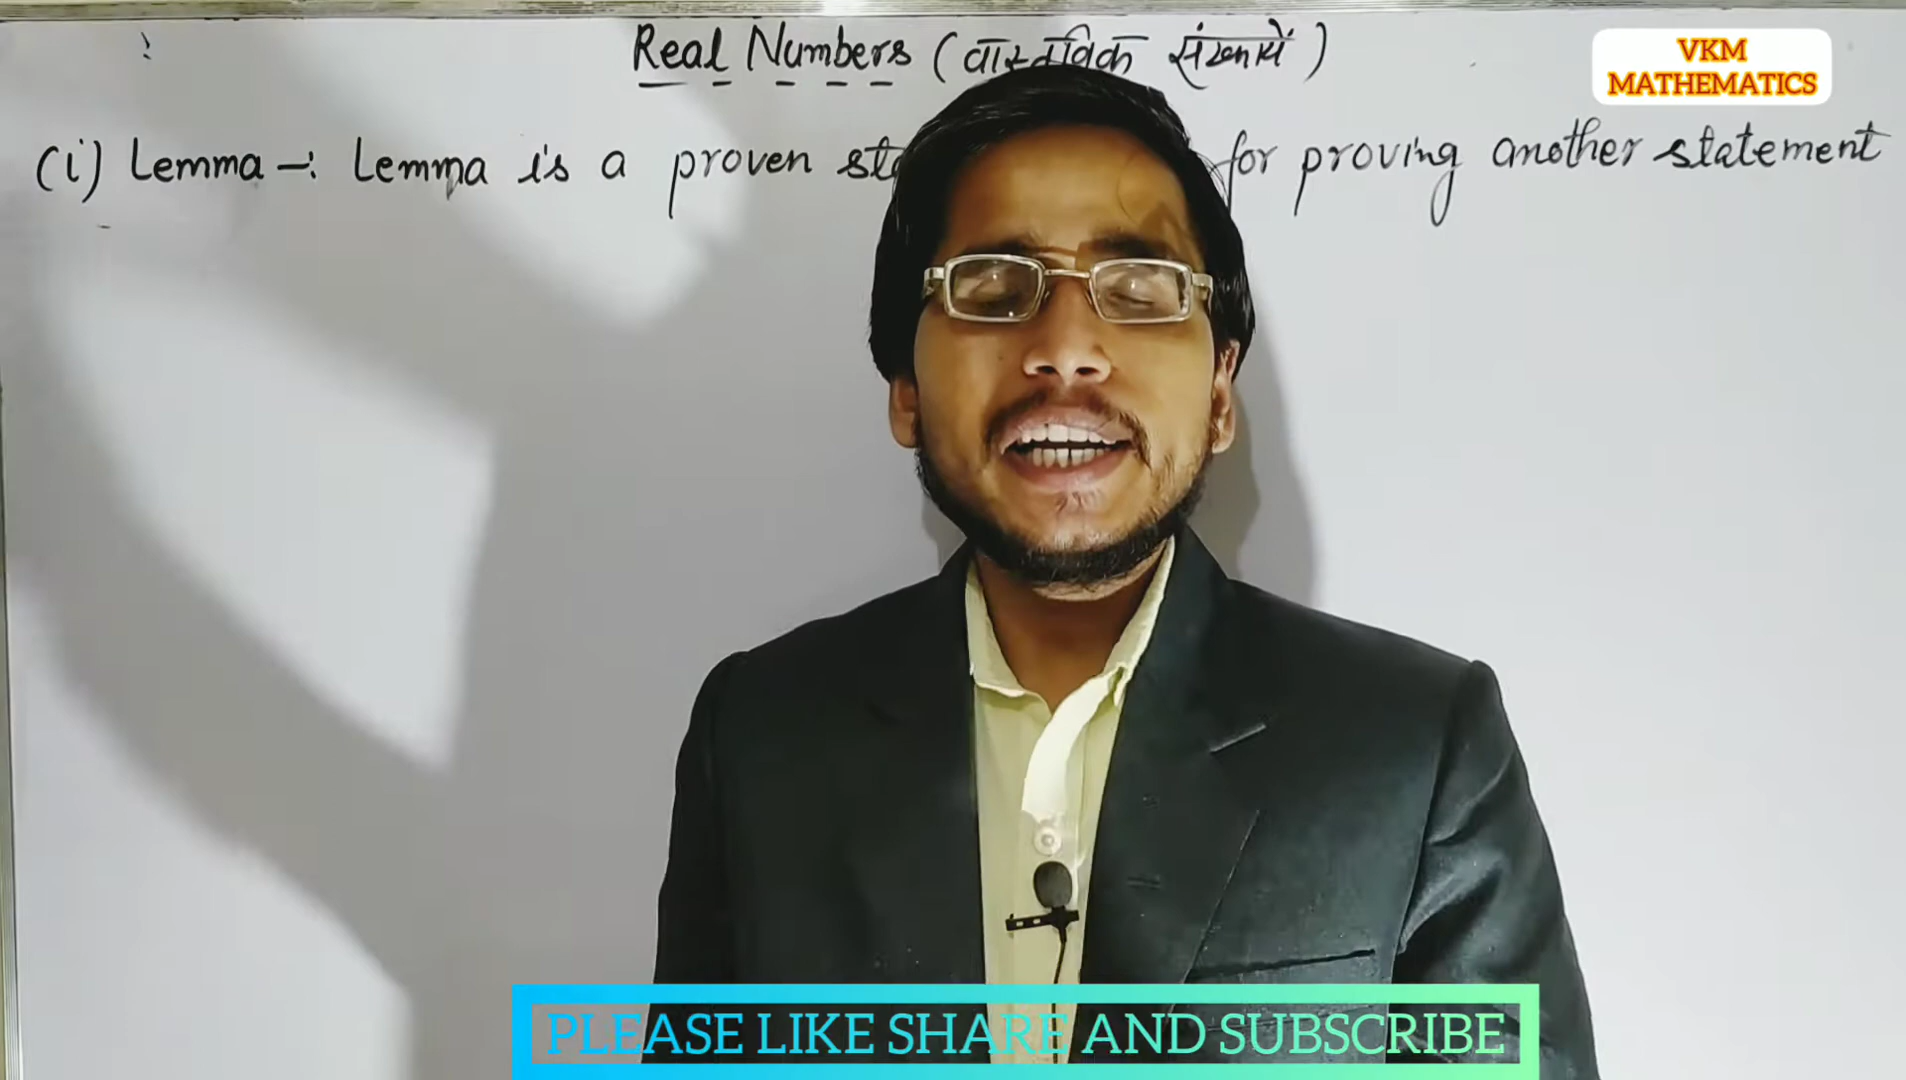 Real Numbers (वास्तविक संख्यायें)
VKM
MATHEMATICS
(i) Lemma -: Lemma is a proven for proving another statement
PLEASE LIKE SHARE AND SUBSCRIBE